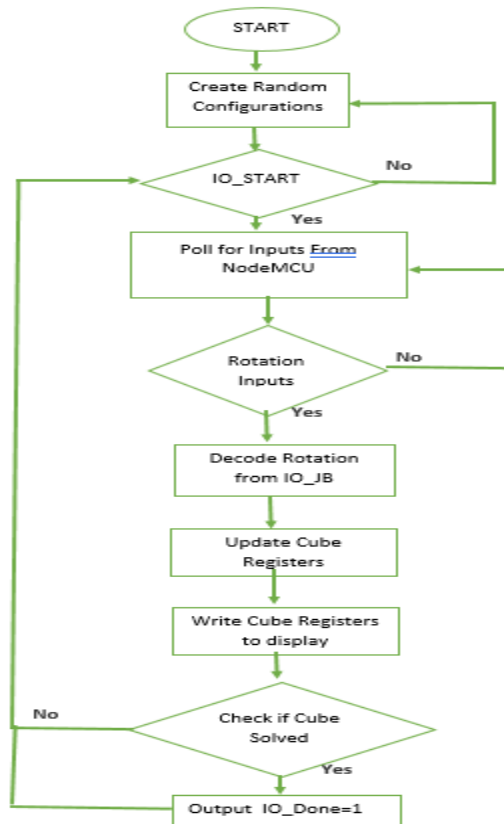 START
Create Random
Configurations
IO_START
No
Yes
Poll for Inputs From
NodeMCU
Rotation
Inputs
No
Yes
Decode Rotation
from IO_JB
Update Cube
Registers
Write Cube Registers
to display
No
Check if Cube
Solved
Yes
Output IO_Done=1